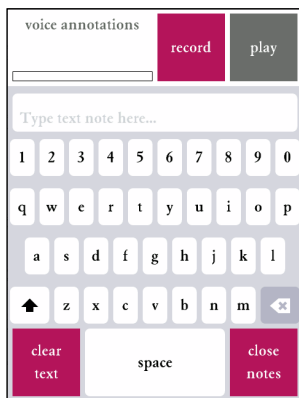 voice annotations
record
play
Type text note here...
1 2 3 4 5 6 7 8 9 0
q w e r t y u i o p
a s d f g h j k l
z x c v b n m
clear
text
space
close
notes